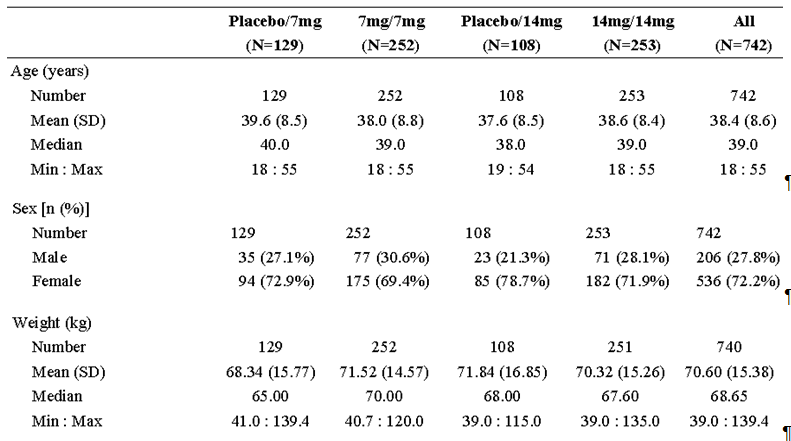 Placebo/7mg 7mg/7mg Placebo/14mg 14mg/14mg All
(N=129) (N=252) (N=108) (N=253) (N=742)
Age (years)
Number 129 252 108 253 742
Mean (SD) 39.6 (8.5) 38.0 (8.8) 37.6 (8.5) 38.6 (8.4) 38.4 (8.6)
Median 40.0 39.0 38.0 39.0 39.0
Min : Max 18 : 55 18 : 55 19 : 54 18 : 55 18 : 55
¶
Sex [n (%)]
Number 129 252 108 253 742
Male 35 (27.1%) 77 (30.6%) 23 (21.3%) 71 (28.1%) 206 (27.8%)
Female 94 (72.9%) 175 (69.4%) 85 (78.7%) 182 (71.9%) 536 (72.2%)
¶
Weight (kg)
Number 129 252 108 251 740
Mean (SD) 68.34 (15.77) 71.52 (14.57) 71.84 (16.85) 70.32 (15.26) 70.60 (15.38)
Median 65.00 70.00 68.00 67.60 68.65
Min : Max 41.0 : 139.4 40.7 : 120.0 39.0 : 115.0 39.0 : 135.0 39.0 : 139.4
¶